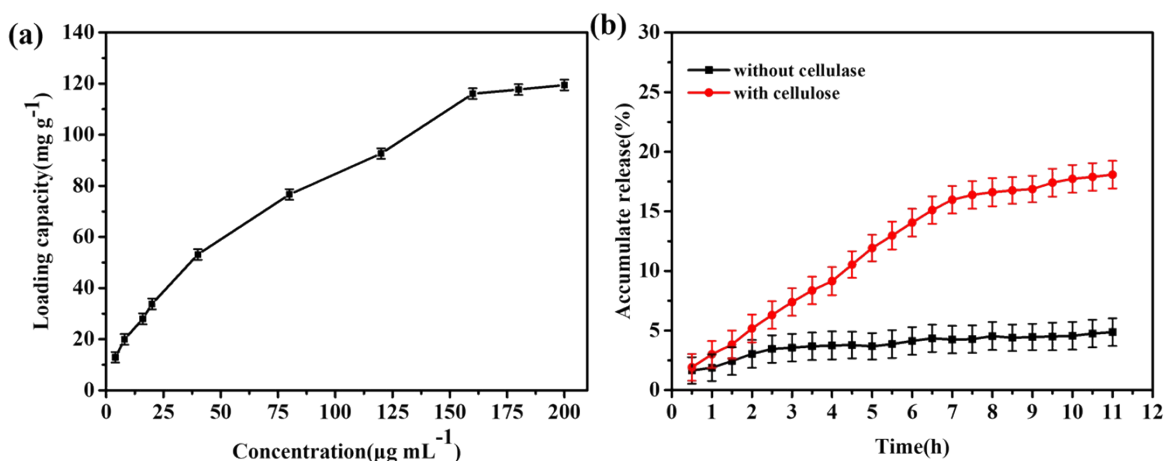 (a)
140
120
100
80
60
40
20
0
Loading capacity(mg g-1)
0 25 50 75 100 125 150 175 200
Concentration(μg mL-1)
(b)
30
25
20
15
10
5
0
Accumulate release(%)
without cellulase
with cellulose
0 1 2 3 4 5 6 7 8 9 10 11 12
Time(h)